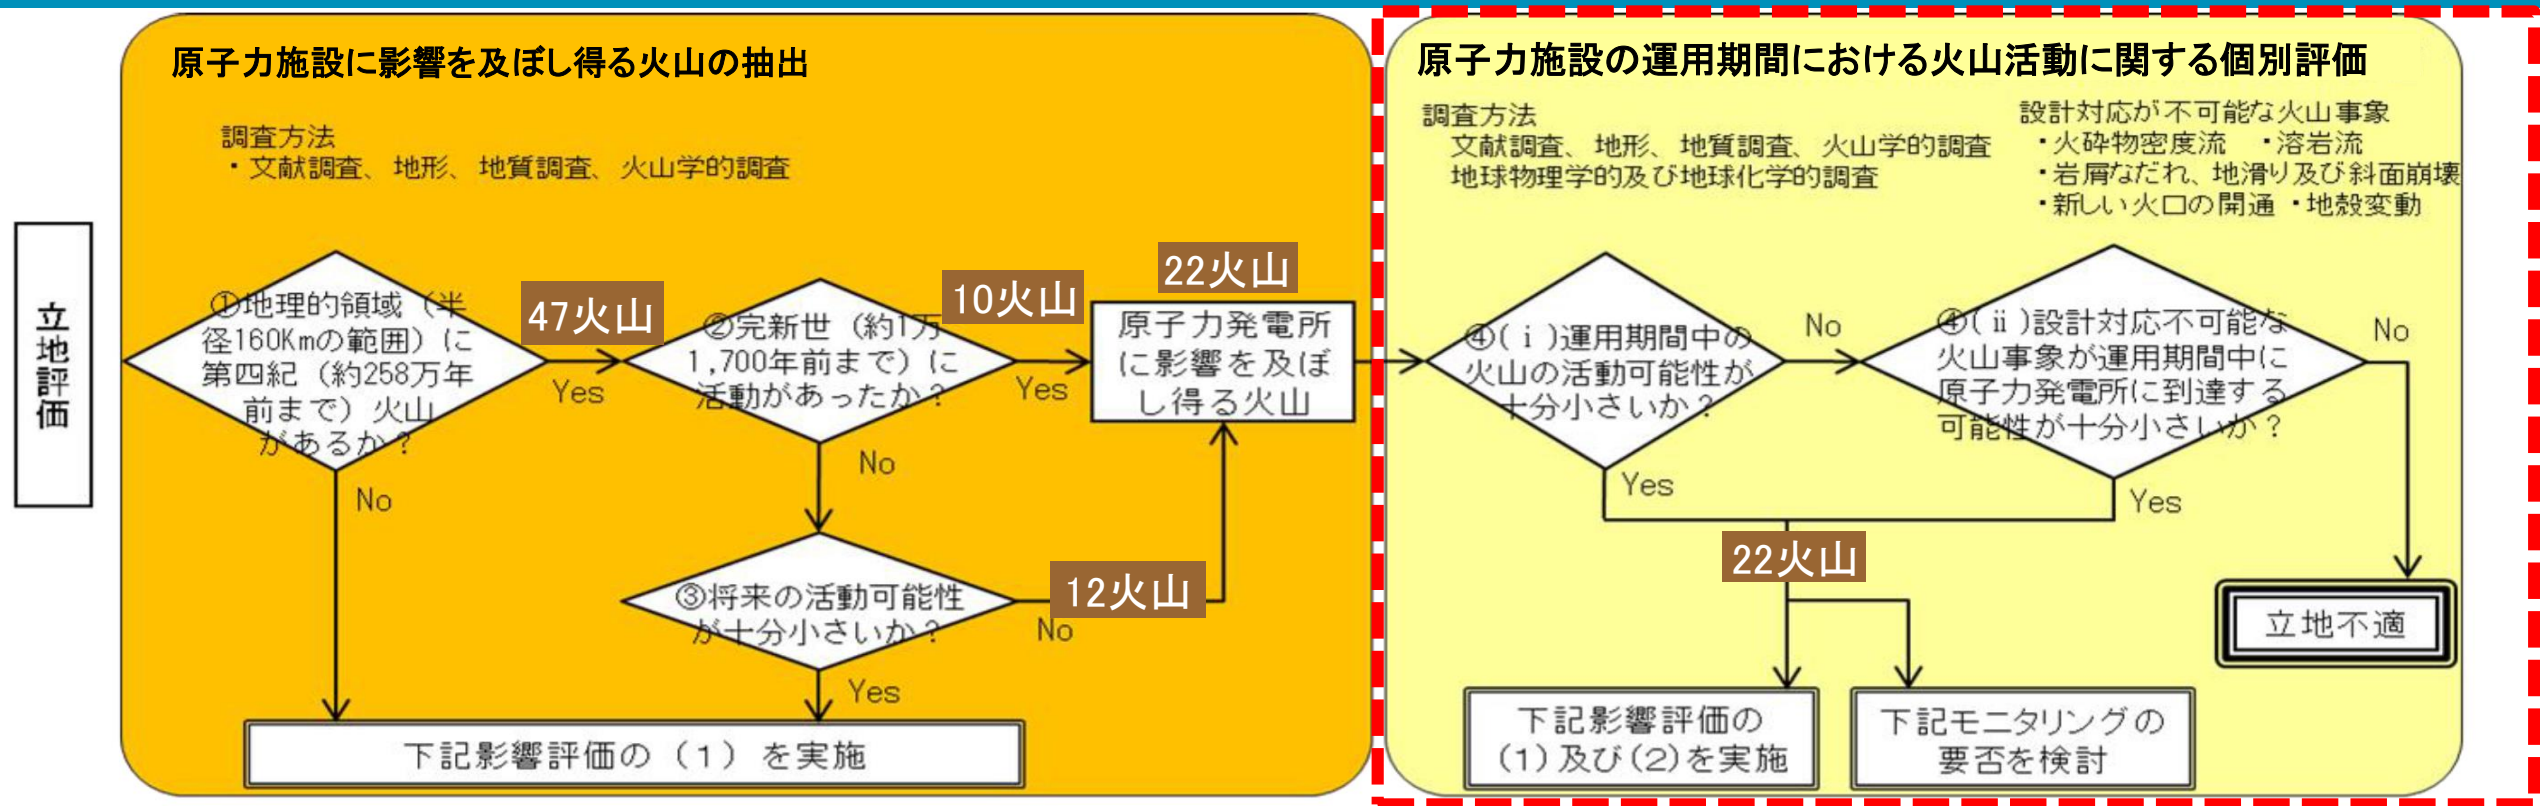 立地評価
原子力施設に影響を及ぼし得る火山の抽出
調査方法
・文献調査、地形、地質調査、火山学的調査
①地理的領域（半
径160Kmの範囲）に
第四紀（約258万年
前まで）火山
があるか？
47火山
Yes
No
②完新世（約1万
1,700年前まで）に
活動があったか？
10火山
Yes
No
22火山
原子力発電所
に影響を及ぼ
し得る火山
③将来の活動可能性
が十分小さいか？
12火山
No
Yes
下記影響評価の（1）を実施
原子力施設の運用期間における火山活動に関する個別評価
調査方法
文献調査、地形、地質調査、火山学的調査
地球物理学的及び地球化学的調査
設計対応が不可能な火山事象
・火砕物密度流　・溶岩流
・岩屑なだれ、地滑り及び斜面崩壊
・新しい火口の開通　・地殻変動
④(ⅰ)運用期間中の
火山の活動可能性が
十分小さいか？
No
Yes
④(ⅱ)設計対応不可能な
火山事象が運用期間中に
原子力発電所に到達する
可能性が十分小さいか？
No
Yes
22火山
立地不適
下記影響評価の
(1)及び(2)を実施
下記モニタリングの
要否を検討